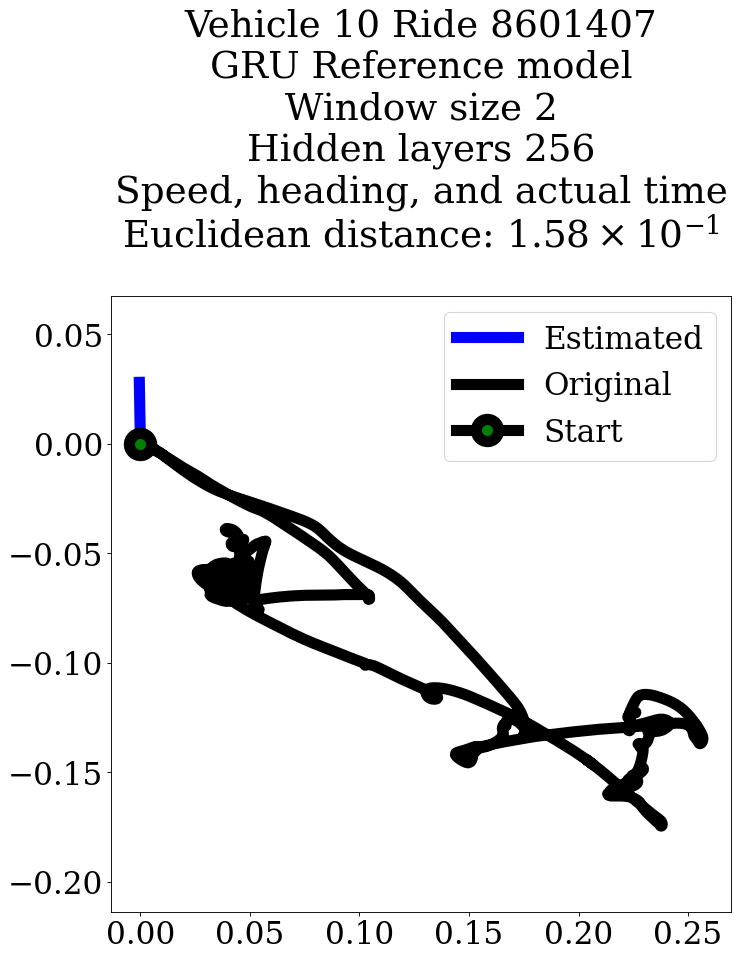 Vehicle 10 Ride 8601407
GRU Reference model
Window size 2
Hidden layers 256
Speed, heading, and actual time
Euclidean distance: 1.58 × 10⁻¹
Estimated
Original
Start
0.05
0.00
−0.05
−0.10
−0.15
−0.20
0.00 0.05 0.10 0.15 0.20 0.25